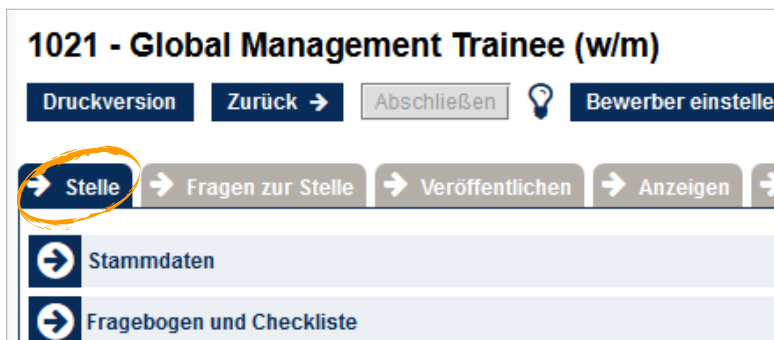 1021 - Global Management Trainee (w/m)
Druckversion Zurück Abschließen Bewerber einstelle
Stelle Fragen zur Stelle Veröffentlichen Anzeigen
Stammdaten
Fragebogen und Checkliste